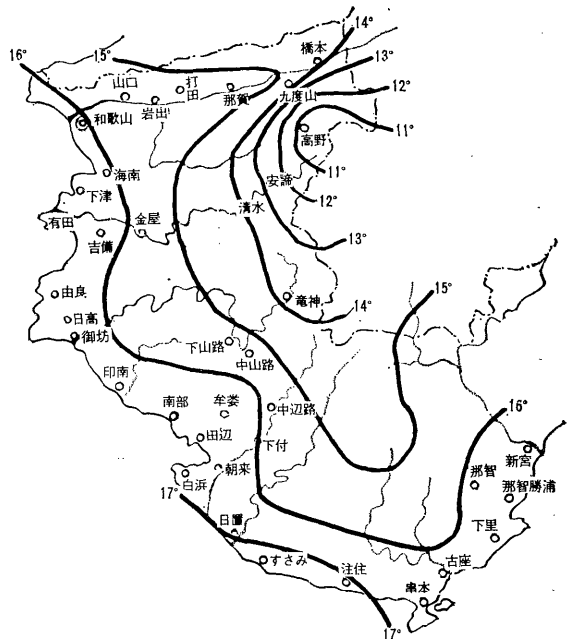 14°
16°
15°
13°
橋本
12°
山口
打田
那賀
九度山
岩出
和歌山
高野
11°
11°
海南
安諦
下津
12°
清水
有田
金屋
吉備
13°
由良
竜神
15°
日高
14°
御坊
下山路
中山路
印南
南部
牟婁
中辺路
16°
田辺
下付
新宮
朝来
那智
白浜
那智勝浦
17°
日置
下里
すさみ
注住
古座
串本
17°